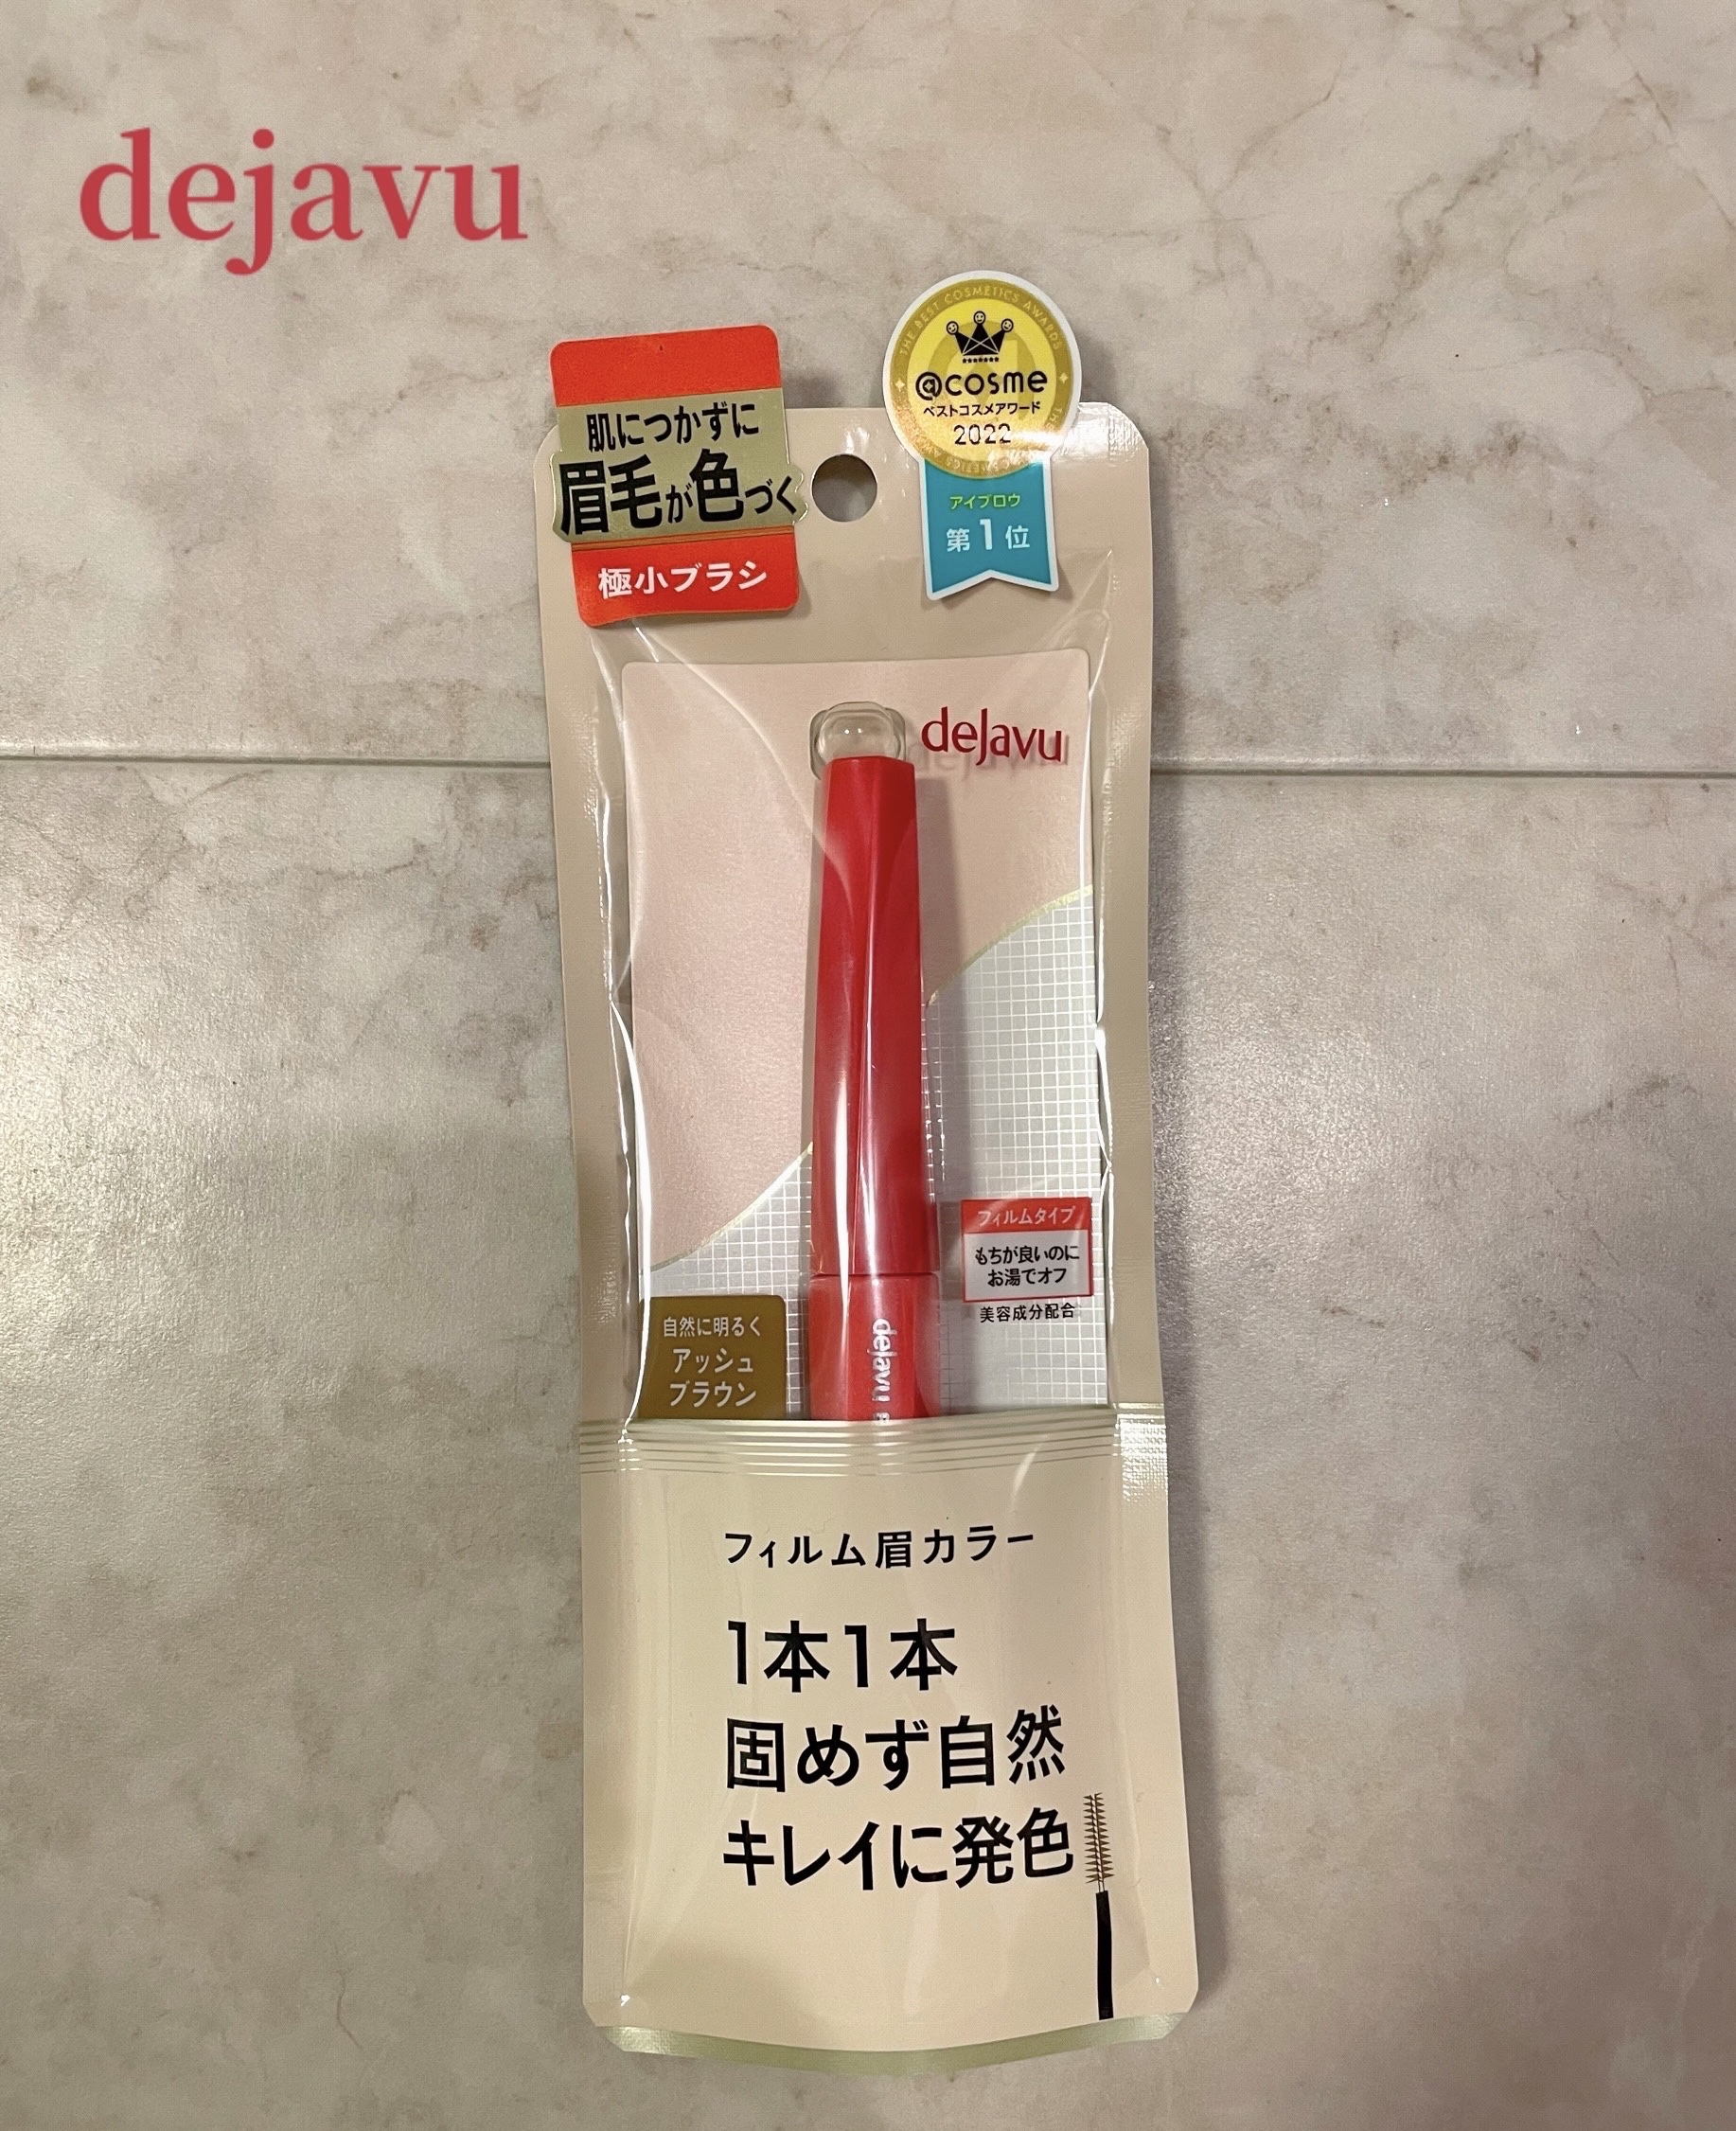 dejavu
THE BEST COSMETICS AWARDS
@cosme
ベストコスメアワード
2022
アイブロウ
第1位
肌につかずに
眉毛が色づく
極小ブラシ
dejavu
フィルムタイプ
もちが良いのに
お湯でオフ
美容成分配合
自然に明るく
アッシュ
ブラウン
dejavu
フィルム眉カラー
1本1本
固めず自然
キレイに発色